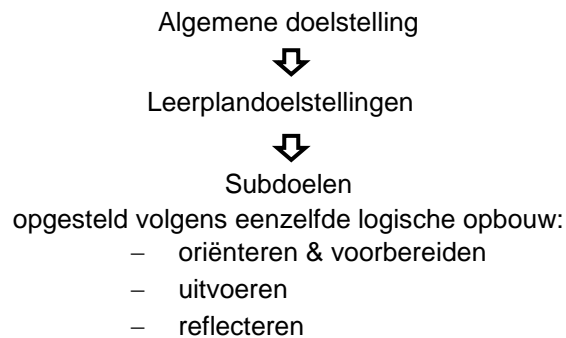 Algemene doelstelling
Leerplandoelstellingen
Subdoelen
opgesteld volgens eenzelfde logische opbouw:
– oriënteren & voorbereiden
– uitvoeren
– reflecteren